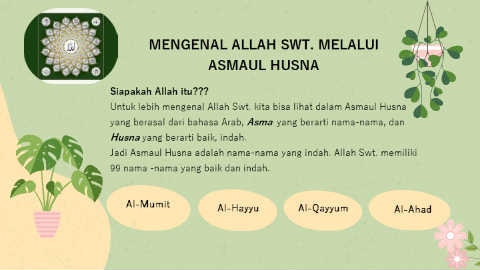 MENGENAL ALLAH SWT. MELALUI
ASMAUL HUSNA
Siapakah Allah itu???
Untuk lebih mengenal Allah Swt. kita bisa lihat dalam Asmaul Husna
yang berasal dari bahasa Arab, Asma yang berarti nama-nama, dan
Husna yang berarti baik, indah.
Jadi Asmaul Husna adalah nama-nama yang indah. Allah Swt. memiliki
99 nama -nama yang baik dan indah.
Al-Mumit
Al-Hayyu
Al-Qayyum
Al-Ahad